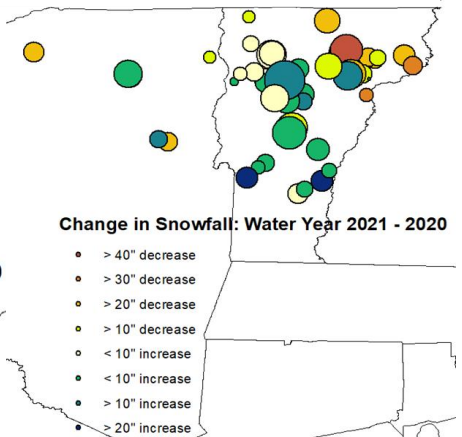 Change in Snowfall: Water Year 2021 - 2020
> 40" decrease
> 30" decrease
> 20" decrease
> 10" decrease
< 10" increase
< 10" increase
> 10" increase
> 20" increase